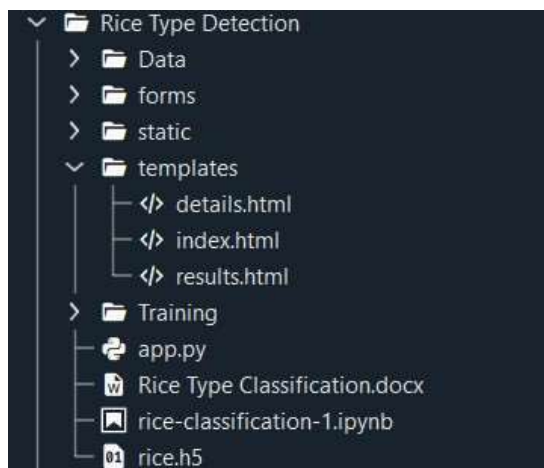 Rice Type Detection
Data
forms
static
templates
</> details.html
</> index.html
</> results.html
Training
app.py
Rice Type Classification.docx
rice-classification-1.ipynb
rice.h5